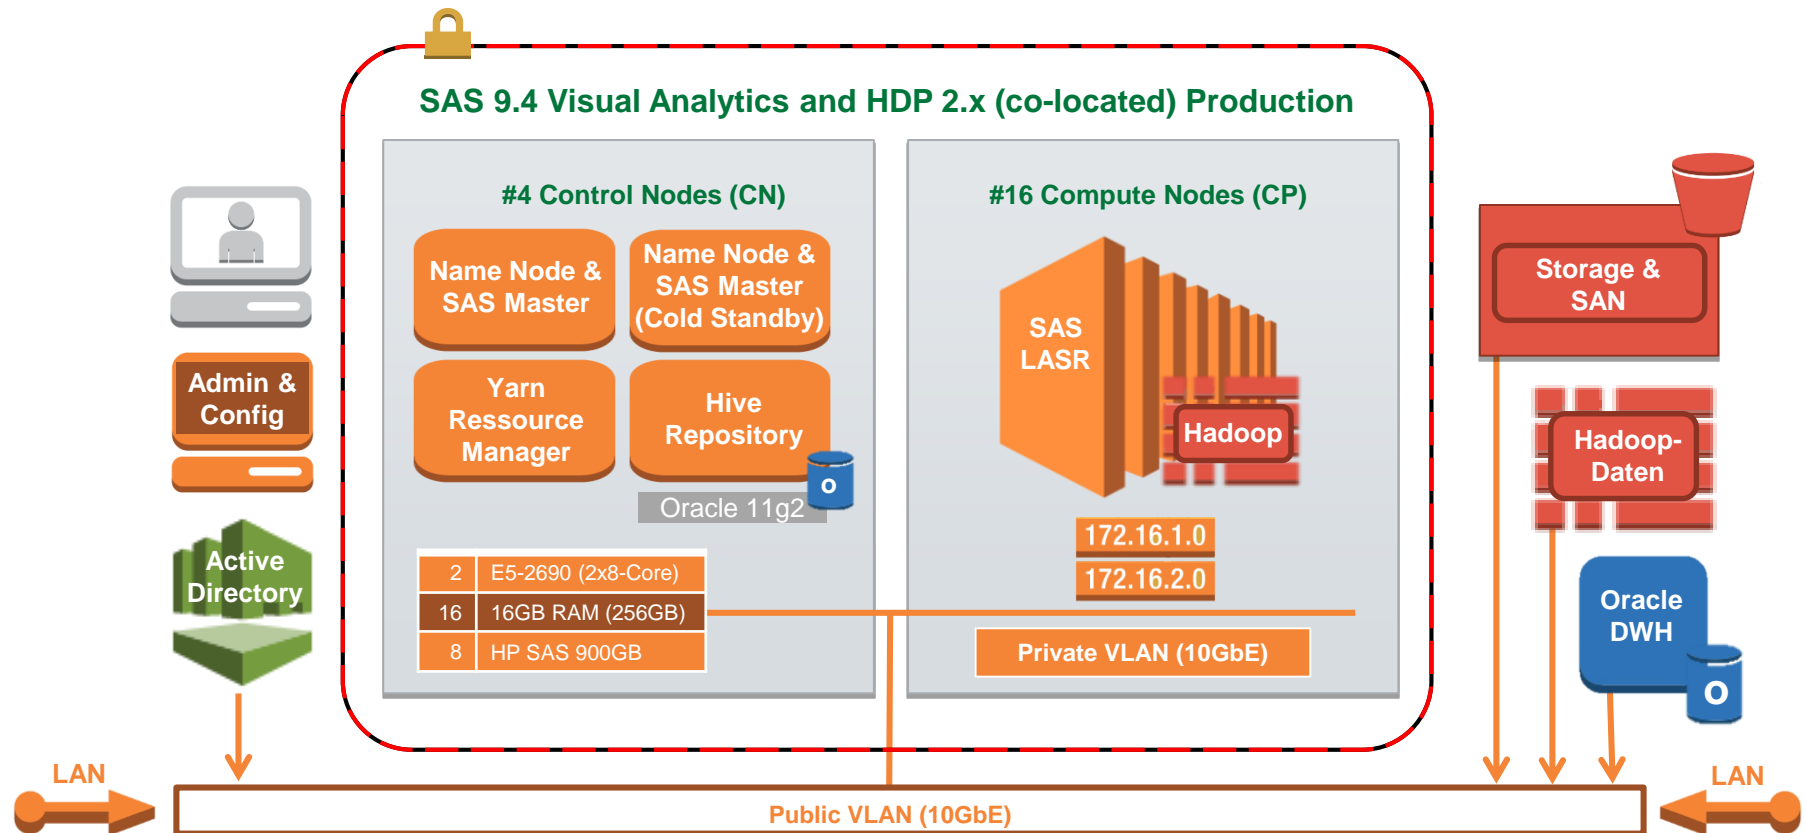 SAS 9.4 Visual Analytics and HDP 2.x (co-located) Production
#4 Control Nodes (CN)
Name Node &
SAS Master
Name Node &
SAS Master
(Cold Standby)
Yarn
Ressource
Manager
Hive
Repository
O
Oracle 11g2
2 E5-2690 (2x8-Core)
16 16GB RAM (256GB)
8 HP SAS 900GB
#16 Compute Nodes (CP)
SAS
LASR
Hadoop
172.16.1.0
172.16.2.0
Private VLAN (10GbE)
Admin &
Config
Active
Directory
Storage &
SAN
Hadoop-
Daten
Oracle
DWH
O
LAN
Public VLAN (10GbE)
LAN